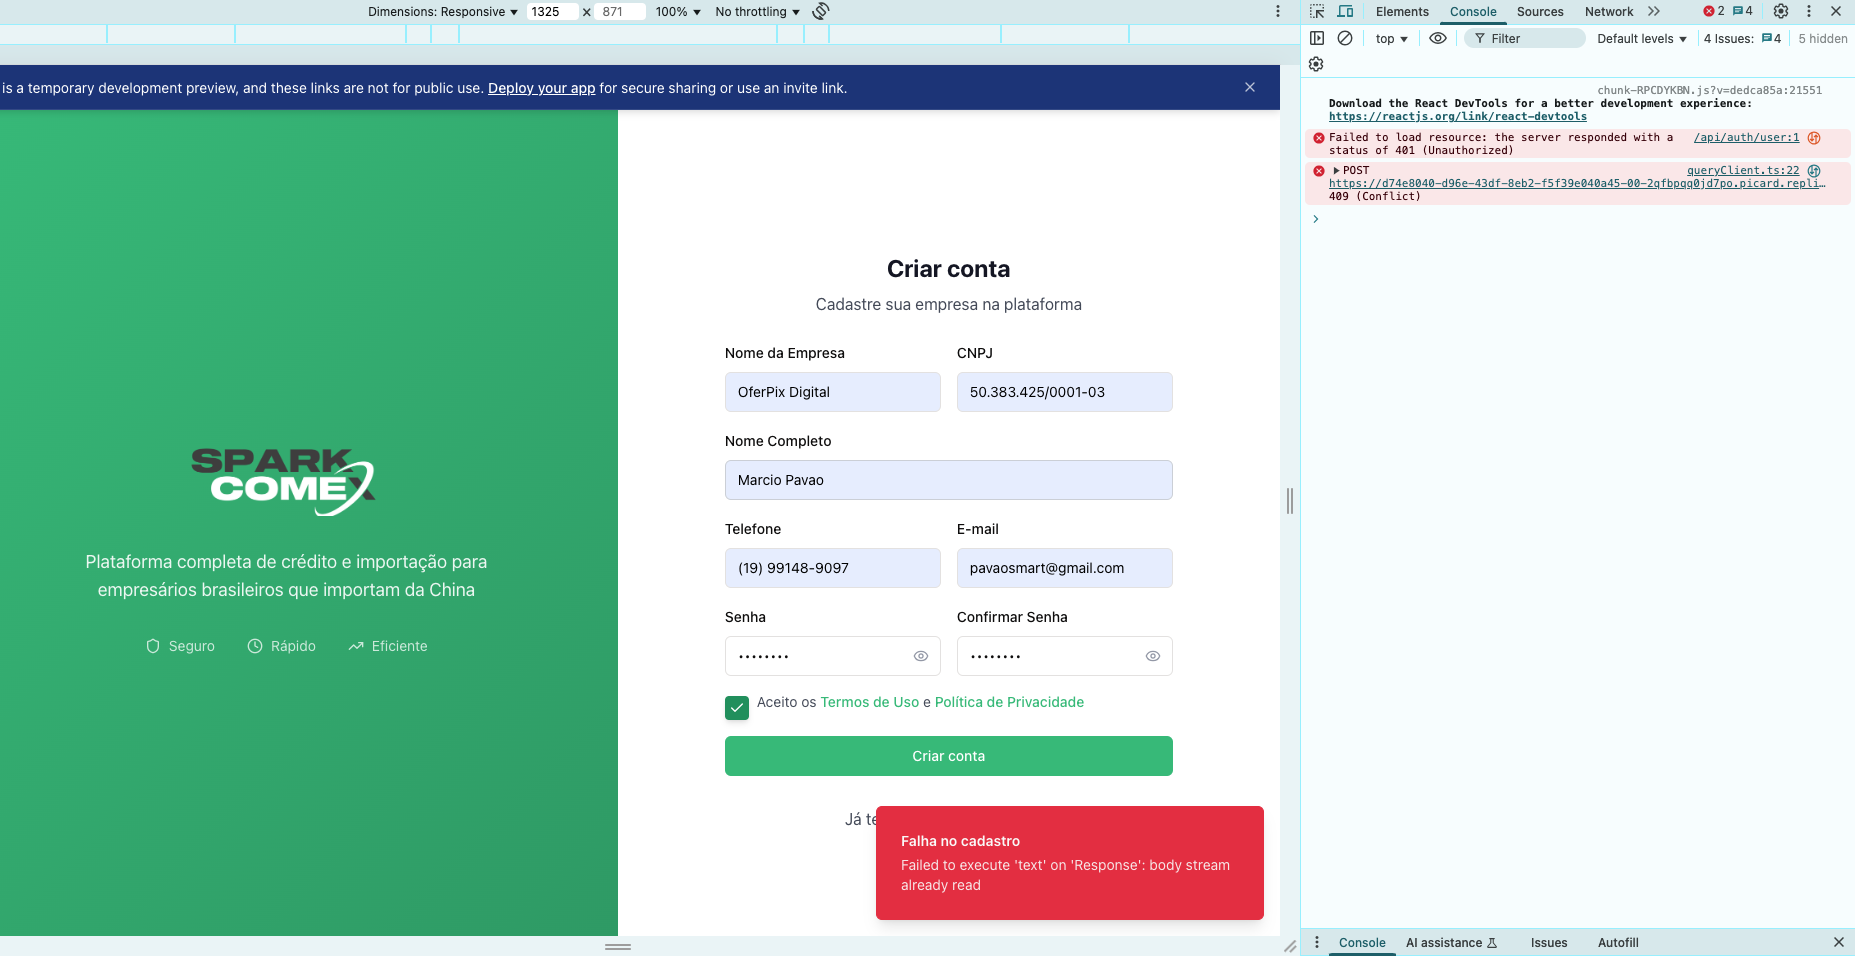 Dimensions: Responsive 1325 × 871 100% No throttling
Elements Console Sources Network 2 4
top Filter Default levels 4 Issues: 4 5 hidden
is a temporary development preview, and these links are not for public use. Deploy your app for secure sharing or use an invite link.
chunk-RPCDYKBN.js?v=dedca85a:21551
Download the React DevTools for a better development experience:
https://reactjs.org/link/react-devtools
Failed to load resource: the server responded with a /api/auth/user:1
status of 401 (Unauthorized)
POST queryClient.ts:22
https://d74e8040-d96e-43df-8eb2-f5f39e040a45-00-2qfbpqq0jd7po.picard.repli…
409 (Conflict)
SPARK
COMEX
Plataforma completa de crédito e importação para
empresários brasileiros que importam da China
Seguro Rápido Eficiente
Criar conta
Cadastre sua empresa na plataforma
Nome da Empresa CNPJ
OferPix Digital 50.383.425/0001-03
Nome Completo
Marcio Pavao
Telefone E-mail
(19) 99148-9097 pavaosmart@gmail.com
Senha Confirmar Senha
•••••••• ••••••••
Aceito os Termos de Uso e Política de Privacidade
Criar conta
Já te
Falha no cadastro
Failed to execute 'text' on 'Response': body stream
already read
Console AI assistance Issues Autofill